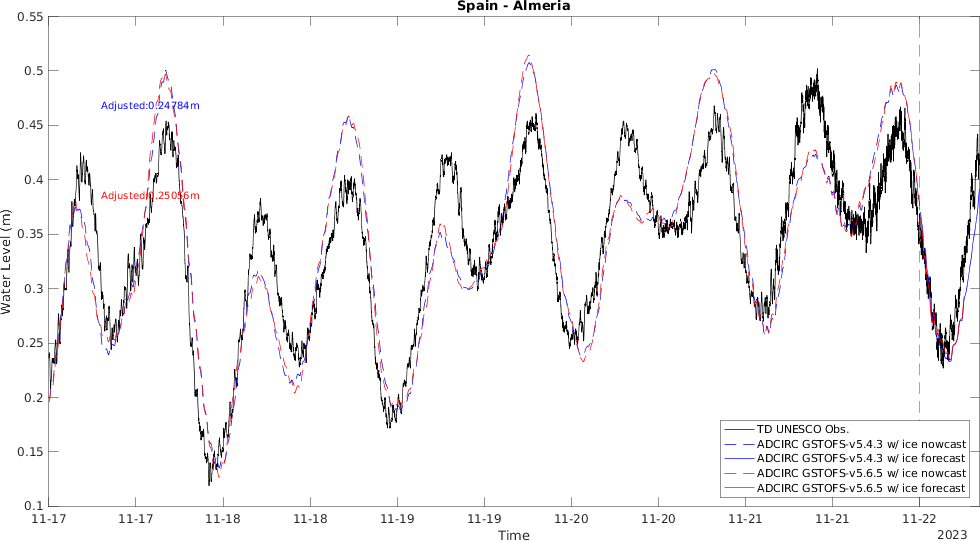 Spain - Almeria
0.55
0.5
0.45
0.4
0.35
0.3
0.25
0.2
0.15
0.1
Water Level (m)
Adjusted:0.24784m
Adjusted:0.25056m
TD UNESCO Obs.
ADCIRC GSTOFS-v5.4.3 w/ ice nowcast
ADCIRC GSTOFS-v5.4.3 w/ ice forecast
ADCIRC GSTOFS-v5.6.5 w/ ice nowcast
ADCIRC GSTOFS-v5.6.5 w/ ice forecast
11-17 11-17 11-18 11-18 11-19 11-19 11-20 11-20 11-21 11-21 11-22
Time
2023